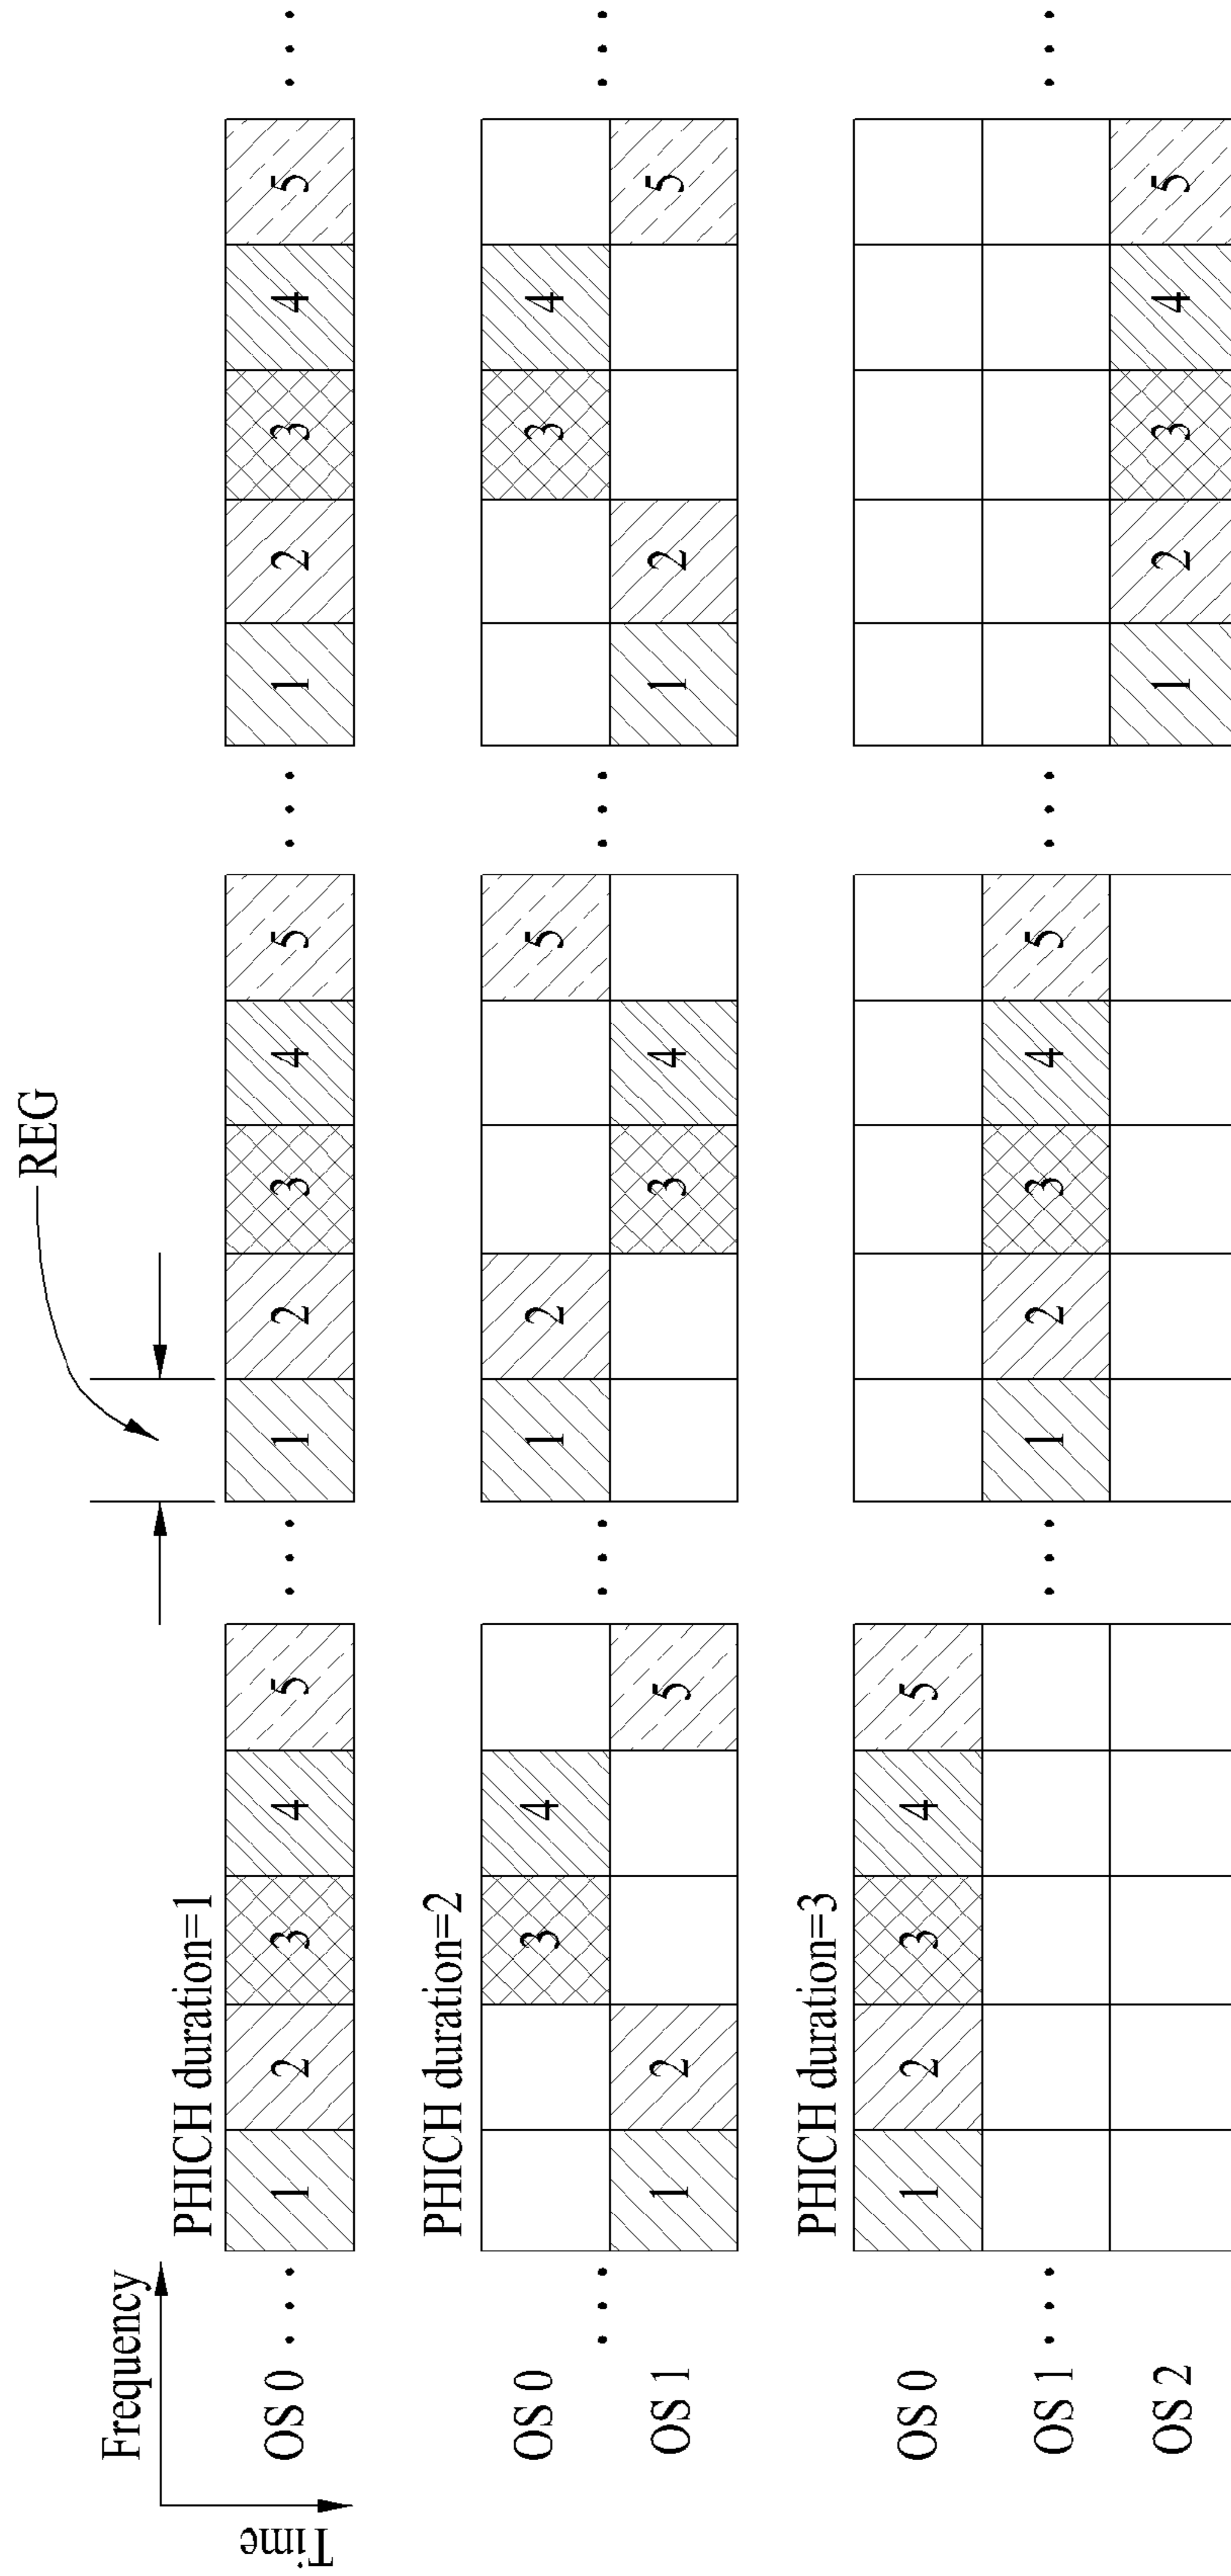 REG
Frequency
Time
PHICH duration=1
OS 0
1 2 3 4 5
1 2 3 4 5
1 2 3 4 5
PHICH duration=2
OS 0
3 4
1 2 5
3 4
OS 1
1 2 5
3 4
1 2 5
PHICH duration=3
OS 0
1 2 3 4 5
OS 1
1 2 3 4 5
OS 2
1 2 3 4 5